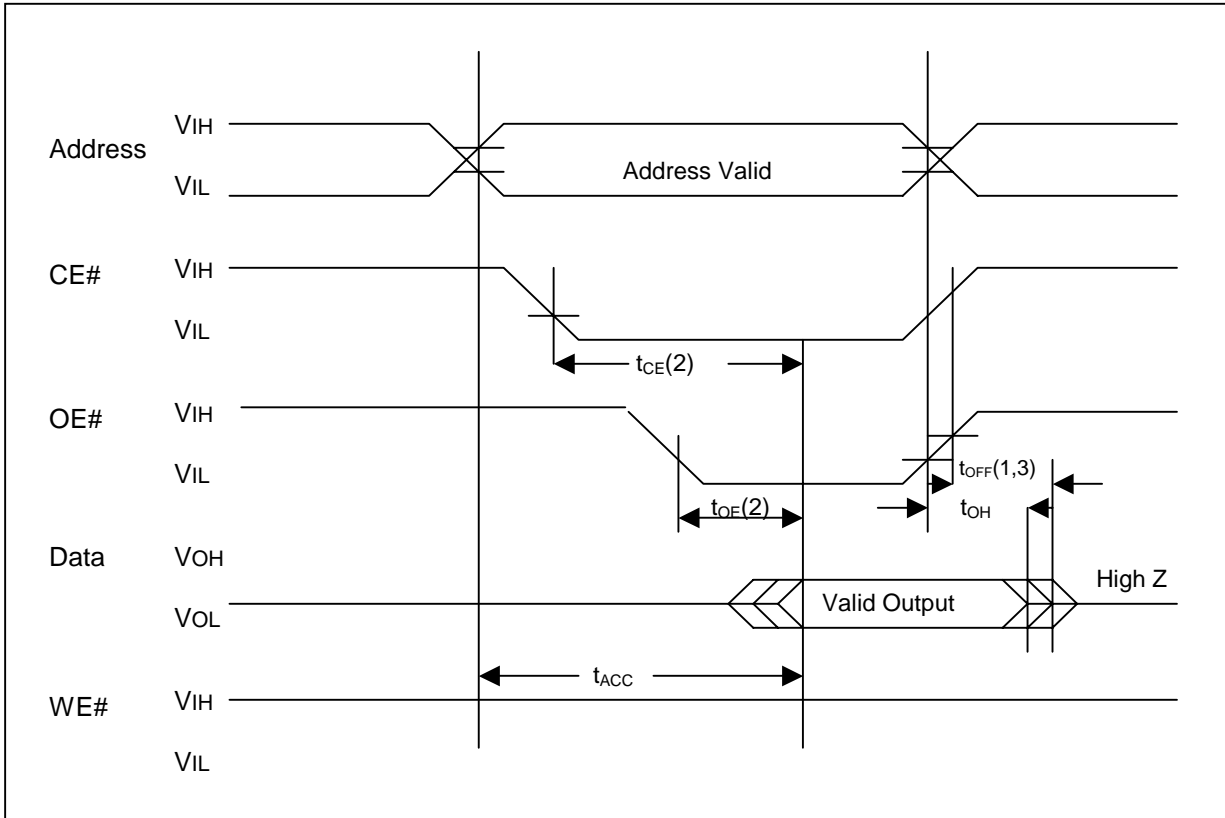 Address
VIH
VIL
Address Valid
CE#
VIH
VIL
tCE(2)
OE#
VIH
VIL
tOFF(1,3)
tOE(2)
tOH
Data
VOH
VOL
Valid Output
High Z
tACC
WE#
VIH
VIL